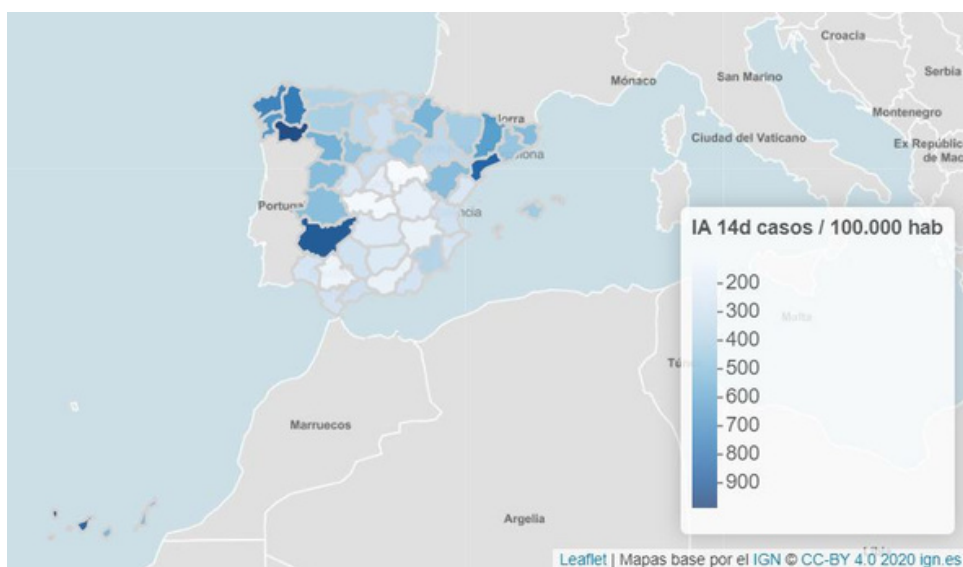 Croacia
Mónaco
San Marino
Serbia
Montenegro
Ciudad del Vaticano
Ex Repúblic
de Mac
Portuga
IA 14d casos / 100.000 hab
200
300
400
500
600
700
800
900
Malta
Marruecos
Argelia
Leaflet | Mapas base por el IGN © CC-BY 4.0 2020 ign.es